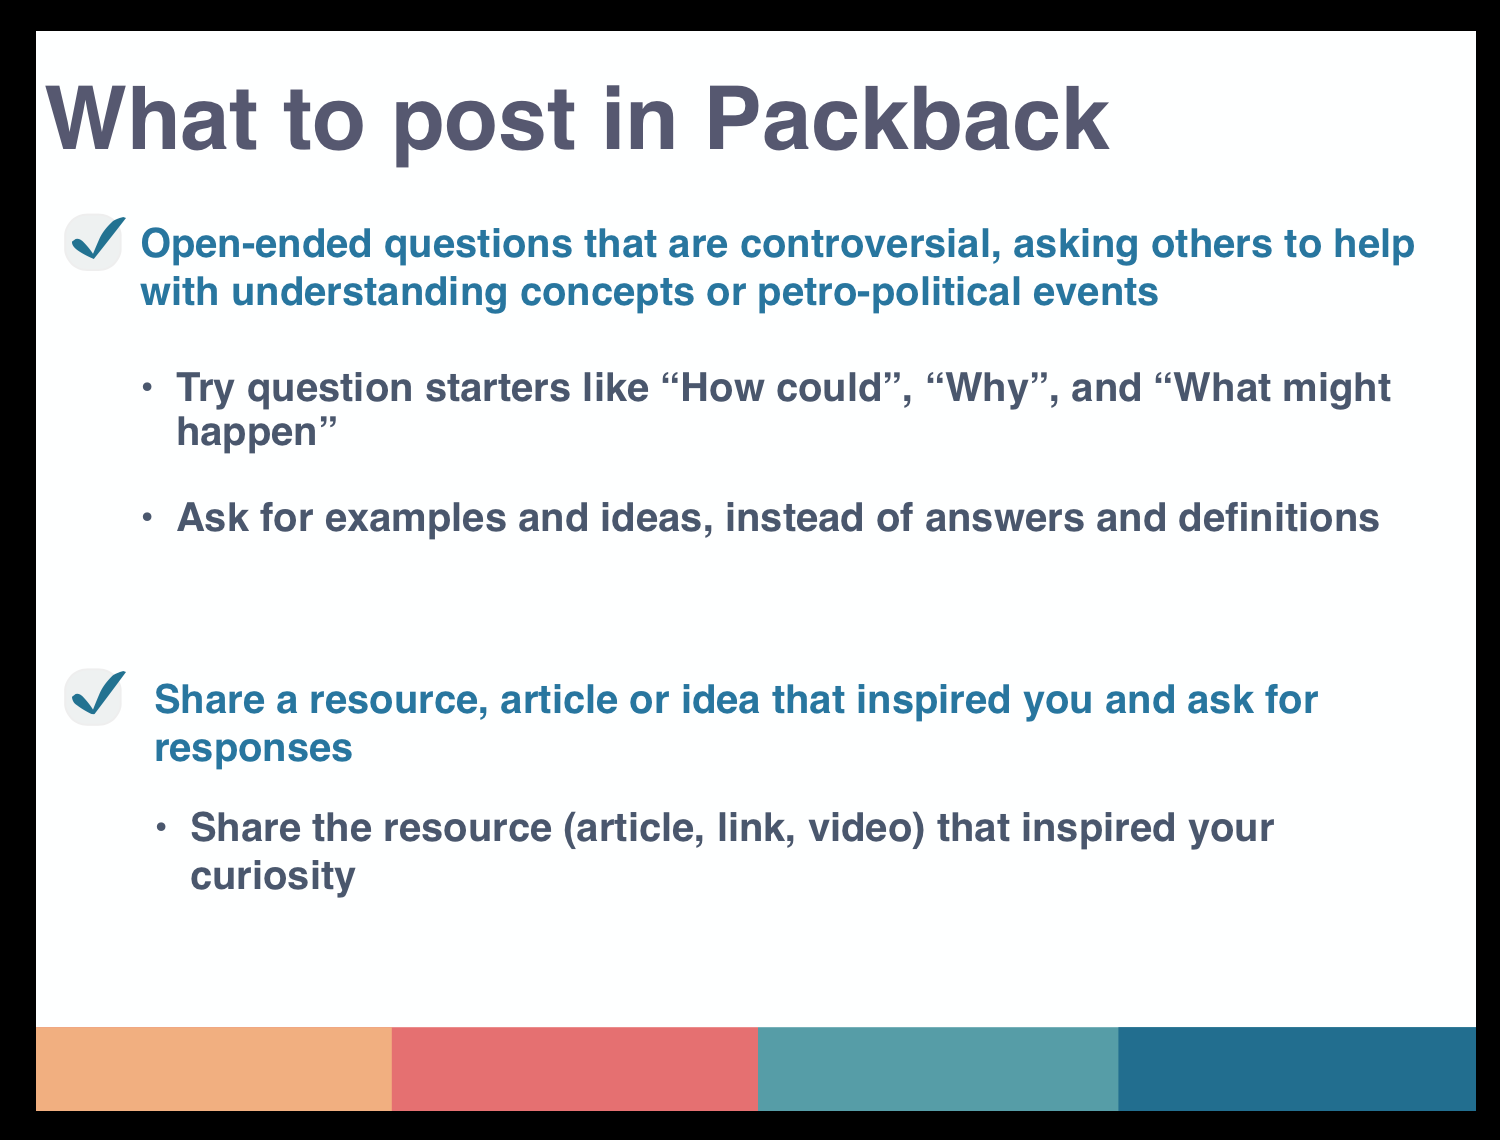 What to post in Packback
Open-ended questions that are controversial, asking others to help
with understanding concepts or petro-political events
• Try question starters like “How could”, “Why”, and “What might
happen”
• Ask for examples and ideas, instead of answers and definitions
Share a resource, article or idea that inspired you and ask for
responses
• Share the resource (article, link, video) that inspired your
curiosity